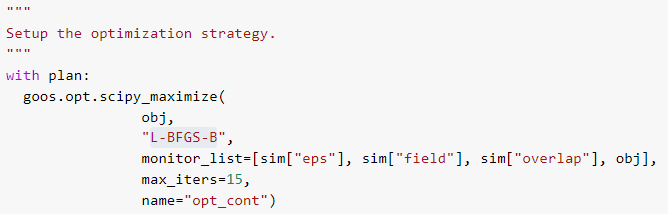 """
Setup the optimization strategy.
"""
with plan:
  goos.opt.scipy_maximize(
                obj,
                "L-BFGS-B",
                monitor_list=[sim["eps"], sim["field"], sim["overlap"], obj],
                max_iters=15,
                name="opt_cont")